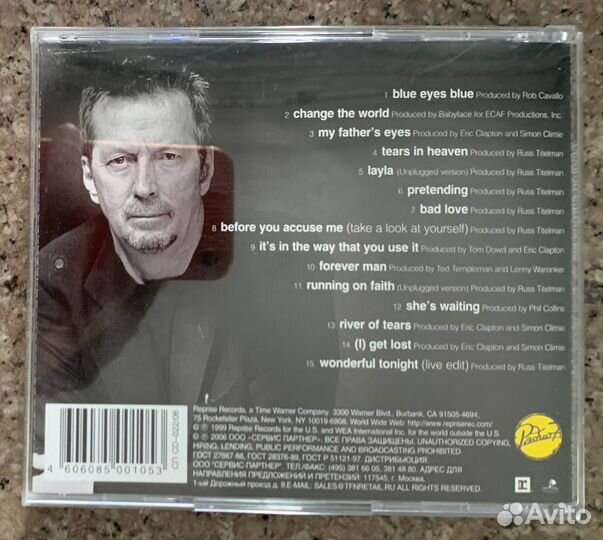 1 blue eyes blue Produced by Rob Cavallo
2 change the world Produced by Babyface for ECAF Productions, Inc.
3 my father's eyes Produced by Eric Clapton and Simon Climie
4 tears in heaven Produced by Russ Titelman
5 layla (Unplugged version) Produced by Russ Titelman
6 pretending Produced by Russ Titelman
7 bad love Produced by Russ Titelman
8 before you accuse me (take a look at yourself) Produced by Russ Titelman
9 it's in the way that you use it Produced by Tom Dowd and Eric Clapton
10 forever man Produced by Ted Templeman and Lenny Waronker
11 running on faith (Unplugged version) Produced by Russ Titelman
12 she's waiting Produced by Phil Collins
13 river of tears Produced by Eric Clapton and Simon Climie
14 (I) get lost Produced by Eric Clapton and Simon Climie
15 wonderful tonight (live edit) Produced by Russ Titelman
Reprise Records, a Time Warner Company. 3300 Warner Blvd., Burbank, CA 91505-4694,
75 Rockefeller Plaza, New York, NY 10019-6908. World Wide Web: http://www.repriserec.com/
© ℗ 1999 Reprise Records for the U.S. and WEA International Inc. for the world outside the U.S.
℗ © 2006 ООО «СЕРВИС ПАРТНЕР». ВСЕ ПРАВА ЗАЩИЩЕНЫ. UNAUTHORIZED COPYING,
HIRING, LENDING, PUBLIC PERFORMANCE AND BROADCASTING PROHIBITED.
ГОСТ 27667-88, ГОСТ 28376-89, ГОСТ Р 51121-97. ДИСТРИБЬЮЦИЯ
ООО "СЕРВИС-ПАРТНЕР", ТЕЛ./ФАКС: (495) 381 66 05, 381 48 80. АДРЕС ДЛЯ
НАПРАВЛЕНИЯ ПРЕДЛОЖЕНИЙ И ПРЕТЕНЗИЙ: 117545, Г. МОСКВА,
1-ЫЙ Дорожный проезд д. 9.E-MAIL: SALES@TFNRETAIL.RU ALL RIGHTS RESERVED.
4 606085 001053
СП CD-022/06
Радио 7
Avito